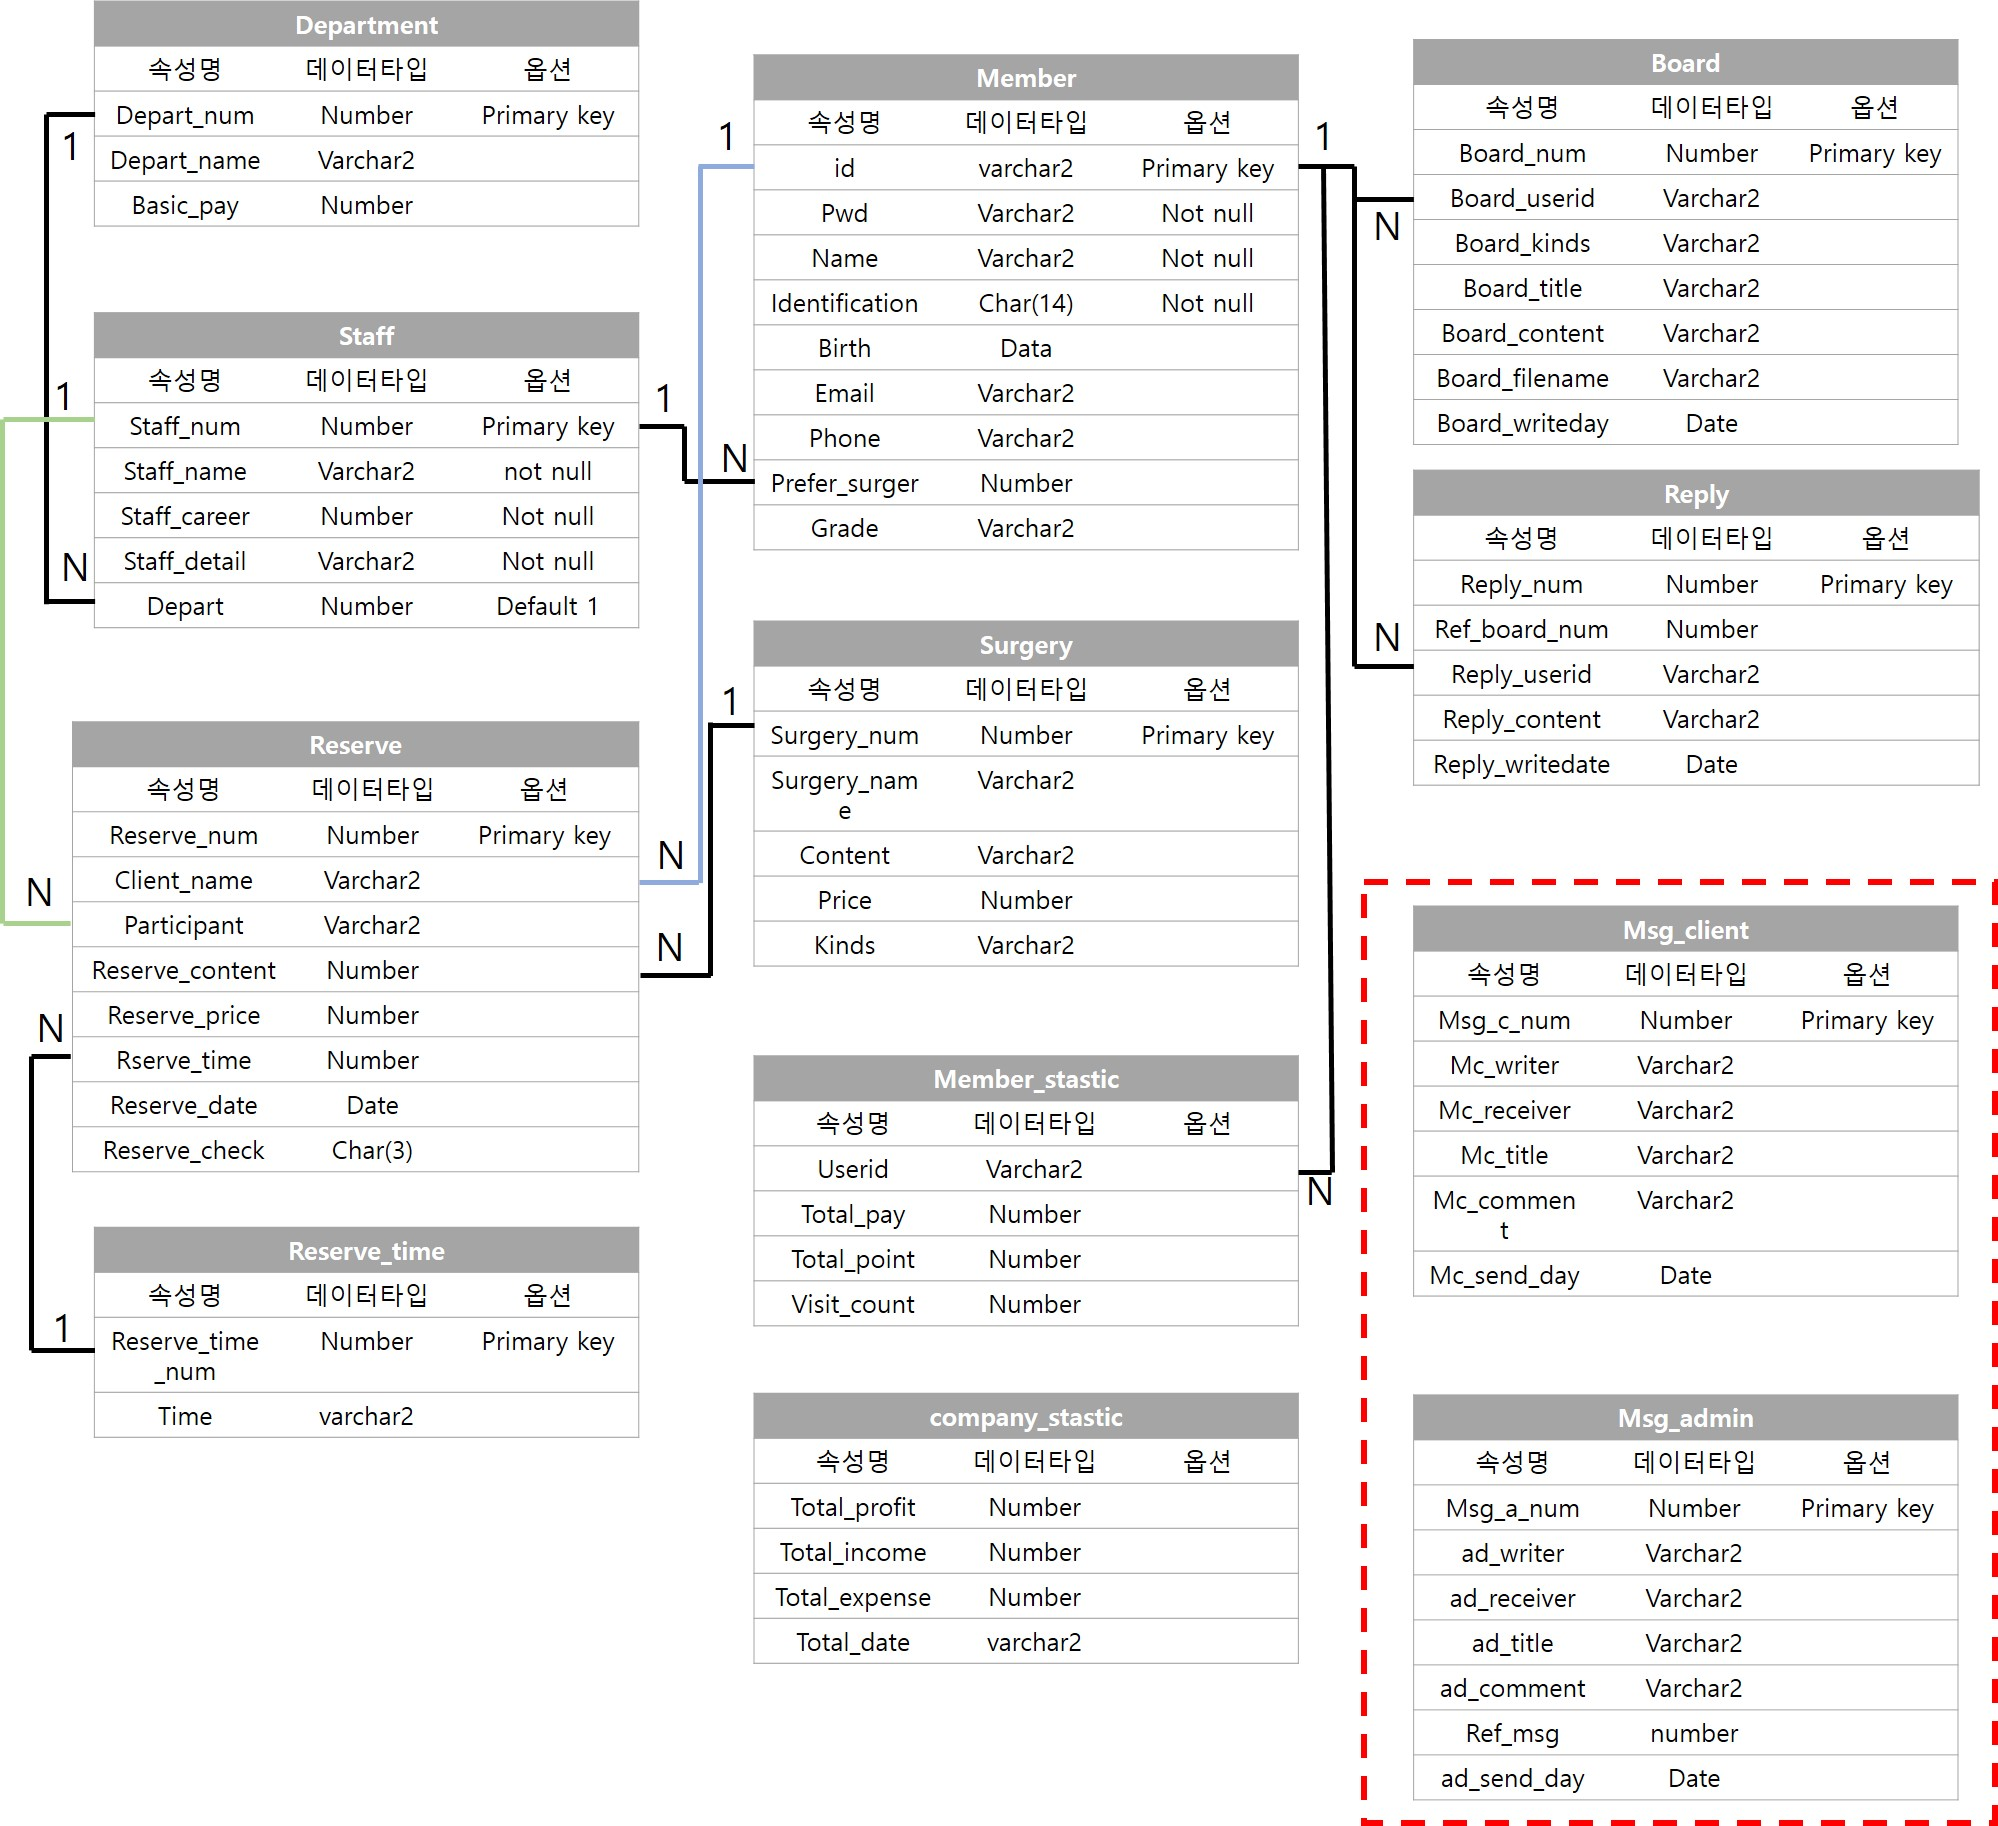 Department
속성명 데이터타입 옵션
Depart_num Number Primary key
Depart_name Varchar2
Basic_pay Number
1
N
Staff
속성명 데이터타입 옵션
Staff_num Number Primary key
Staff_name Varchar2 not null
Staff_career Number Not null
Staff_detail Varchar2 Not null
Depart Number Default 1
1
N
1
N
Reserve
속성명 데이터타입 옵션
Reserve_num Number Primary key
Client_name Varchar2
Participant Varchar2
Reserve_content Number
Reserve_price Number
Rserve_time Number
Reserve_date Date
Reserve_check Char(3)
N
1
Reserve_time
속성명 데이터타입 옵션
Reserve_time
_num Number Primary key
Time varchar2
1
N
Member
속성명 데이터타입 옵션
id varchar2 Primary key
Pwd Varchar2 Not null
Name Varchar2 Not null
Identification Char(14) Not null
Birth Data
Email Varchar2
Phone Varchar2
Prefer_surger Number
Grade Varchar2
1
N
Surgery
속성명 데이터타입 옵션
Surgery_num Number Primary key
Surgery_nam
e Varchar2
Content Varchar2
Price Number
Kinds Varchar2
Member_stastic
속성명 데이터타입 옵션
Userid Varchar2
Total_pay Number
Total_point Number
Visit_count Number
company_stastic
속성명 데이터타입 옵션
Total_profit Number
Total_income Number
Total_expense Number
Total_date varchar2
1
N
N
N
Board
속성명 데이터타입 옵션
Board_num Number Primary key
Board_userid Varchar2
Board_kinds Varchar2
Board_title Varchar2
Board_content Varchar2
Board_filename Varchar2
Board_writeday Date
Reply
속성명 데이터타입 옵션
Reply_num Number Primary key
Ref_board_num Number
Reply_userid Varchar2
Reply_content Varchar2
Reply_writedate Date
Msg_client
속성명 데이터타입 옵션
Msg_c_num Number Primary key
Mc_writer Varchar2
Mc_receiver Varchar2
Mc_title Varchar2
Mc_commen
t Varchar2
Mc_send_day Date
Msg_admin
속성명 데이터타입 옵션
Msg_a_num Number Primary key
ad_writer Varchar2
ad_receiver Varchar2
ad_title Varchar2
ad_comment Varchar2
Ref_msg number
ad_send_day Date